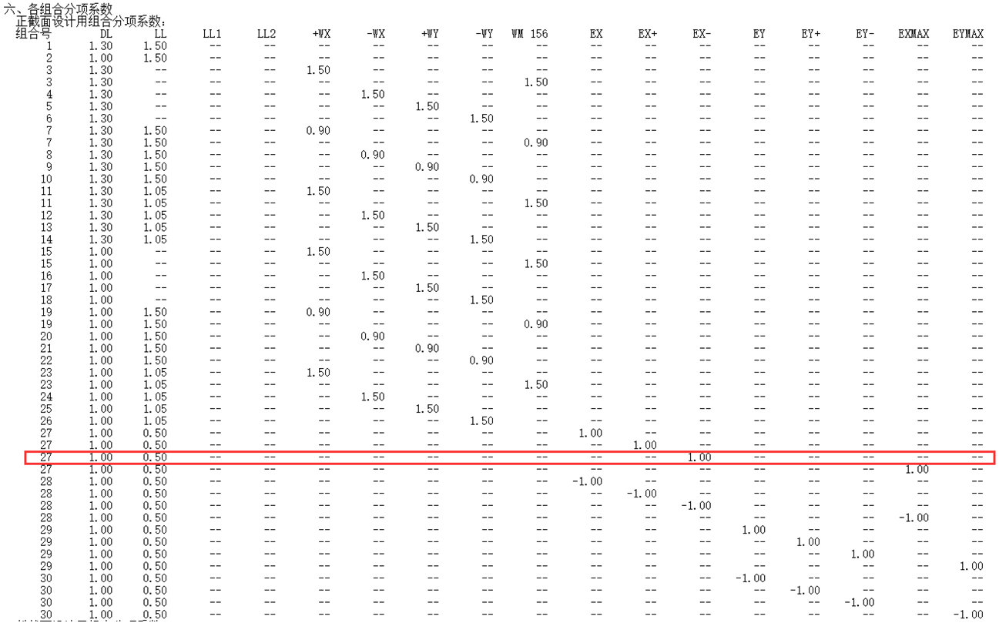 六、各组合分项系数
正截面设计用组合分项系数:
组合号 DL LL LL1 LL2 +WX -WX +WY -WY WM 156 EX EX+ EX- EY EY+ EY- EXMAX EYMAX
1 1.30 1.50 -- -- -- -- -- -- -- -- -- -- -- -- -- -- --
2 1.00 1.50 -- -- -- -- -- -- -- -- -- -- -- -- -- -- --
3 1.30 -- -- -- 1.50 -- -- -- -- -- -- -- -- -- -- -- --
3 1.30 -- -- -- -- -- -- -- 1.50 -- -- -- -- -- -- -- --
4 1.30 -- -- -- -- 1.50 -- -- -- -- -- -- -- -- -- -- --
5 1.30 -- -- -- -- -- 1.50 -- -- -- -- -- -- -- -- -- --
6 1.30 -- -- -- -- -- -- 1.50 -- -- -- -- -- -- -- -- --
7 1.30 1.50 -- -- 0.90 -- -- -- -- -- -- -- -- -- -- -- --
7 1.30 1.50 -- -- -- -- -- -- 0.90 -- -- -- -- -- -- -- --
8 1.30 1.50 -- -- -- 0.90 -- -- -- -- -- -- -- -- -- -- --
9 1.30 1.50 -- -- -- -- 0.90 -- -- -- -- -- -- -- -- -- --
10 1.30 1.50 -- -- -- -- -- 0.90 -- -- -- -- -- -- -- -- --
11 1.30 1.05 -- -- 1.50 -- -- -- -- -- -- -- -- -- -- -- --
11 1.30 1.05 -- -- -- -- -- -- 1.50 -- -- -- -- -- -- -- --
12 1.30 1.05 -- -- -- 1.50 -- -- -- -- -- -- -- -- -- -- --
13 1.30 1.05 -- -- -- -- 1.50 -- -- -- -- -- -- -- -- -- --
14 1.30 1.05 -- -- -- -- -- 1.50 -- -- -- -- -- -- -- -- --
15 1.00 -- -- -- 1.50 -- -- -- -- -- -- -- -- -- -- -- --
15 1.00 -- -- -- -- -- -- -- 1.50 -- -- -- -- -- -- -- --
16 1.00 -- -- -- -- 1.50 -- -- -- -- -- -- -- -- -- -- --
17 1.00 -- -- -- -- -- 1.50 -- -- -- -- -- -- -- -- -- --
18 1.00 -- -- -- -- -- -- 1.50 -- -- -- -- -- -- -- -- --
19 1.00 1.50 -- -- 0.90 -- -- -- -- -- -- -- -- -- -- -- --
19 1.00 1.50 -- -- -- -- -- -- 0.90 -- -- -- -- -- -- -- --
20 1.00 1.50 -- -- -- 0.90 -- -- -- -- -- -- -- -- -- -- --
21 1.00 1.50 -- -- -- -- 0.90 -- -- -- -- -- -- -- -- -- --
22 1.00 1.50 -- -- -- -- -- 0.90 -- -- -- -- -- -- -- -- --
23 1.00 1.05 -- -- 1.50 -- -- -- -- -- -- -- -- -- -- -- --
23 1.00 1.05 -- -- -- -- -- -- 1.50 -- -- -- -- -- -- -- --
24 1.00 1.05 -- -- -- 1.50 -- -- -- -- -- -- -- -- -- -- --
25 1.00 1.05 -- -- -- -- 1.50 -- -- -- -- -- -- -- -- -- --
26 1.00 1.05 -- -- -- -- -- 1.50 -- -- -- -- -- -- -- -- --
27 1.00 0.50 -- -- -- -- -- -- -- 1.00 -- -- -- -- -- -- --
27 1.00 0.50 -- -- -- -- -- -- -- -- 1.00 -- -- -- -- -- --
27 1.00 0.50 -- -- -- -- -- -- -- -- -- 1.00 -- -- -- -- --
27 1.00 0.50 -- -- -- -- -- -- -- -- -- -- -- -- -- 1.00 --
28 1.00 0.50 -- -- -- -- -- -- -- -1.00 -- -- -- -- -- -- --
28 1.00 0.50 -- -- -- -- -- -- -- -- -1.00 -- -- -- -- -- --
28 1.00 0.50 -- -- -- -- -- -- -- -- -- -1.00 -- -- -- -- --
28 1.00 0.50 -- -- -- -- -- -- -- -- -- -- -- -- -- -1.00 --
29 1.00 0.50 -- -- -- -- -- -- -- -- -- -- 1.00 -- -- -- --
29 1.00 0.50 -- -- -- -- -- -- -- -- -- -- -- 1.00 -- -- --
29 1.00 0.50 -- -- -- -- -- -- -- -- -- -- -- -- 1.00 -- --
29 1.00 0.50 -- -- -- -- -- -- -- -- -- -- -- -- -- -- 1.00
30 1.00 0.50 -- -- -- -- -- -- -- -- -- -- -1.00 -- -- -- --
30 1.00 0.50 -- -- -- -- -- -- -- -- -- -- -- -1.00 -- -- --
30 1.00 0.50 -- -- -- -- -- -- -- -- -- -- -- -- -1.00 -- --
30 1.00 0.50 -- -- -- -- -- -- -- -- -- -- -- -- -- -- -1.00